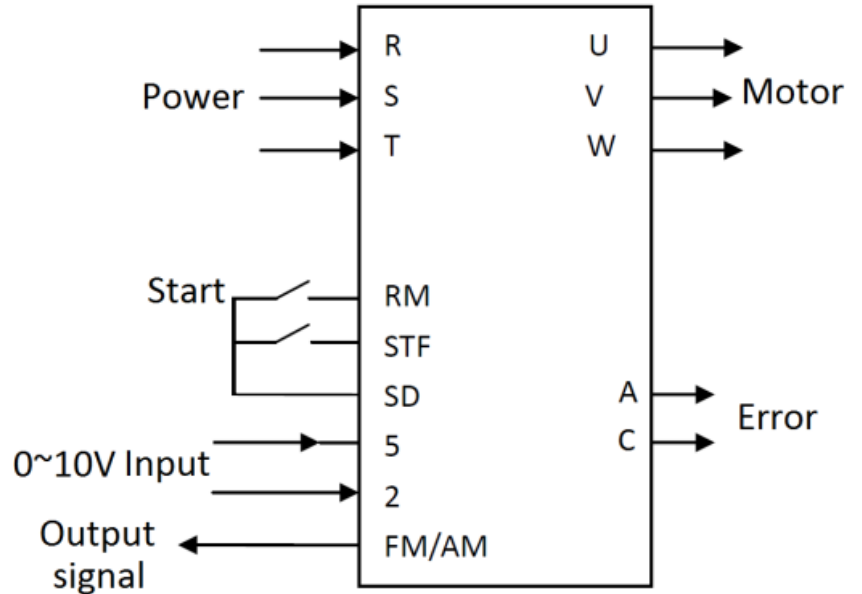 R U
Power S V Motor
T W
Start RM
STF
SD A Error
5 C
0~10V Input
2
Output FM/AM
signal